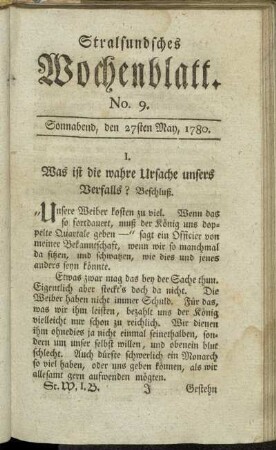 Stralsundsches
Wochenblatt.
No. 9.
Sonnabend, den 27sten May, 1780.
I.
Was ist die wahre Ursache unsers
Verfalls? Beschluß.
„Unsere Weiber kosten zu viel. Wenn das
so fortdauert, muß der König uns dop-
pelte Quartale geben —“ sagt ein Officier von
meiner Bekanntschaft, wenn wir so manchmal
da sitzen, und schwatzen, wie dies und jenes
anders seyn könnte.
Etwas zwar mag das bey der Sache thun.
Eigentlich aber steckt's doch da nicht. Die
Weiber haben nicht immer Schuld. Für das,
was wir ihm leisten, bezahlt uns der König
vielleicht nur schon zu reichlich. Wir dienen
ihm ohnedies ja nicht einmal seinerhalben, son-
dern um unser selbst willen, und obenein blut
schlecht. Auch dürfte schwerlich ein Monarch
so viel haben, oder uns geben können, als wir
allesamt gern aufwenden mögten.
St. W. I. B. J Gestehn